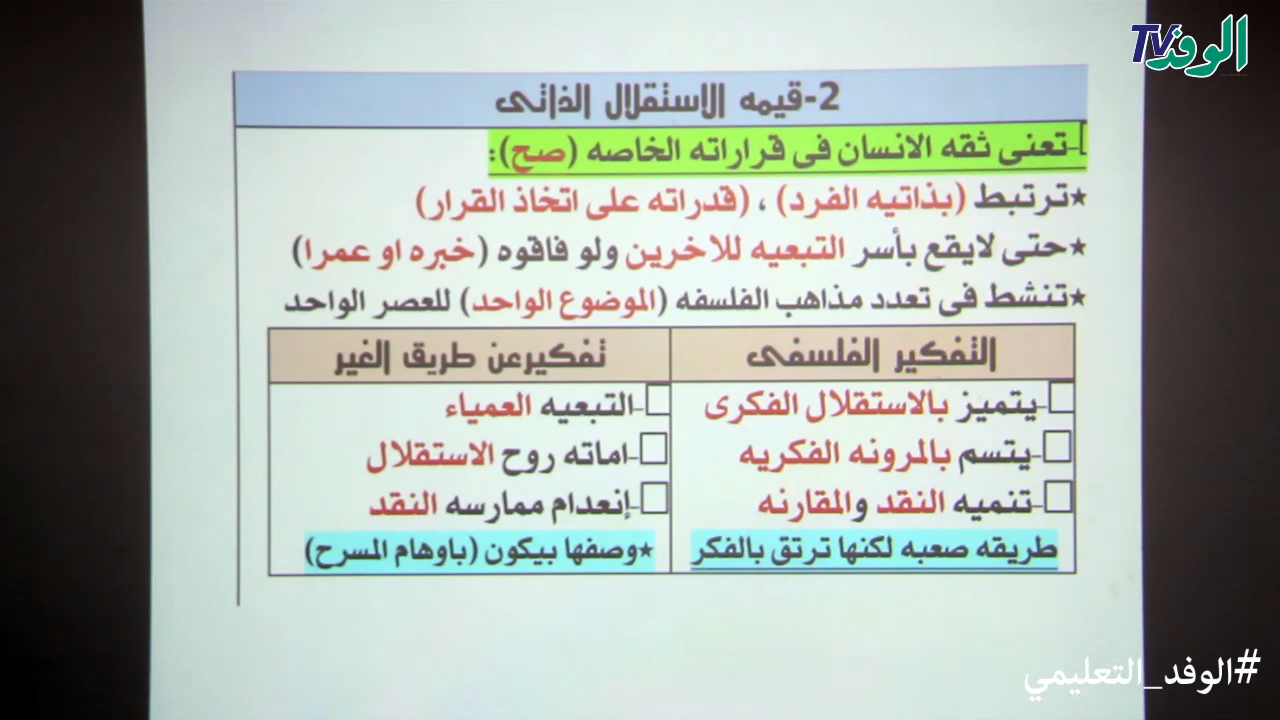 الوفد TV
2-قيمه الاستقلال الذاتى
-تعنى ثقه الانسان فى قراراته الخاصه (صح):
★ترتبط (بذاتيه الفرد) ، (قدراته على اتخاذ القرار)
★حتى لايقع بأسر التبعيه للاخرين ولو فاقوه (خبره او عمرا)
★تنشط فى تعدد مذاهب الفلسفه (الموضوع الواحد) للعصر الواحد
التفكير الفلسفى
تفكيرعن طريق الغير
-يتميز بالاستقلال الفكرى
-التبعيه العمياء
-يتسم بالمرونه الفكريه
-اماته روح الاستقلال
-تنميه النقد والمقارنه
-إنعدام ممارسه النقد
طريقه صعبه لكنها ترتق بالفكر
★وصفها بيكون (باوهام المسرح)
#الوفد_التعليمي